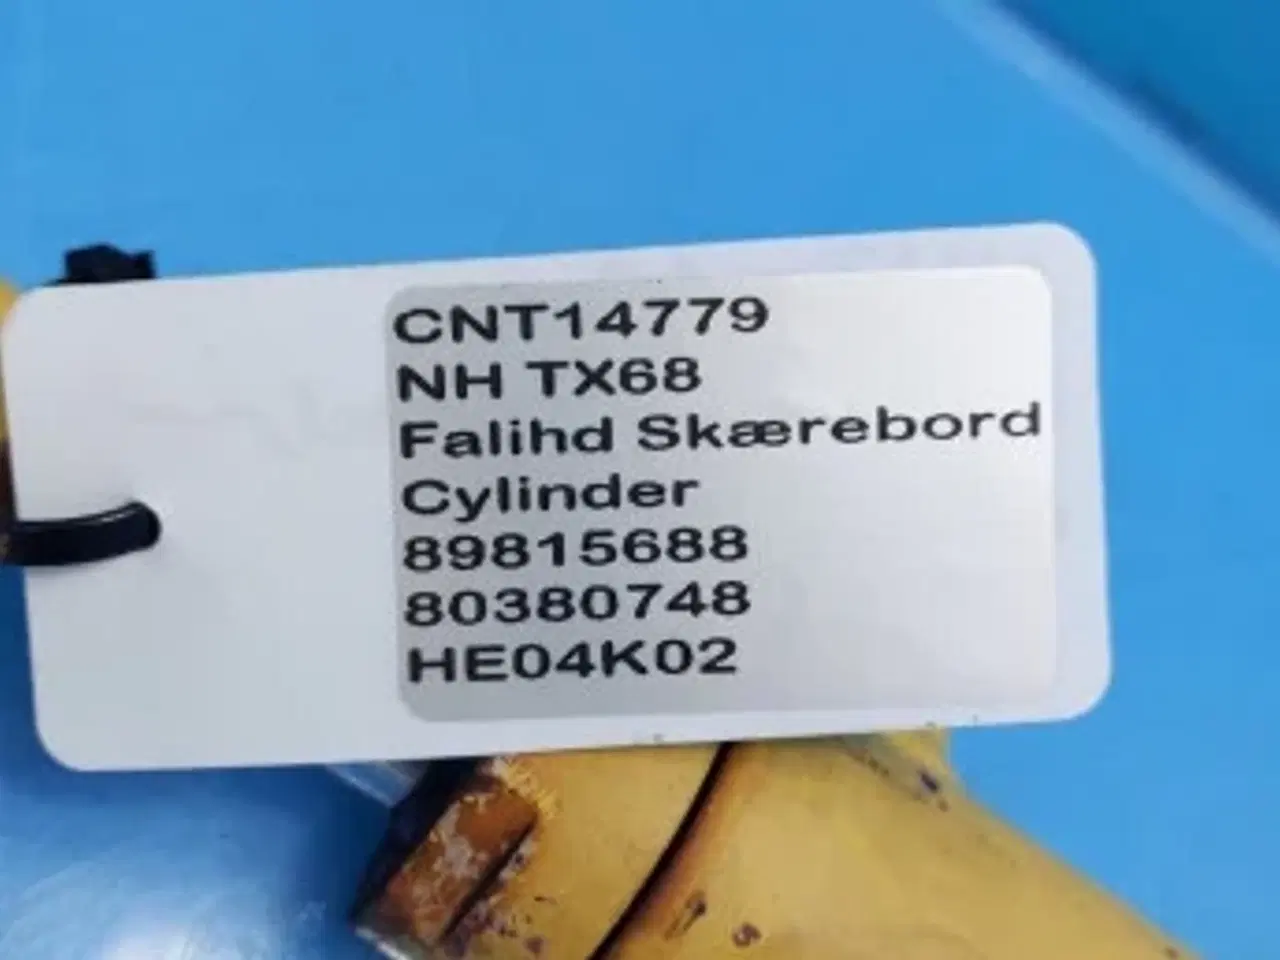 CNT14779
NH TX68
Falihd Skærebord
Cylinder
89815688
80380748
HE04K02